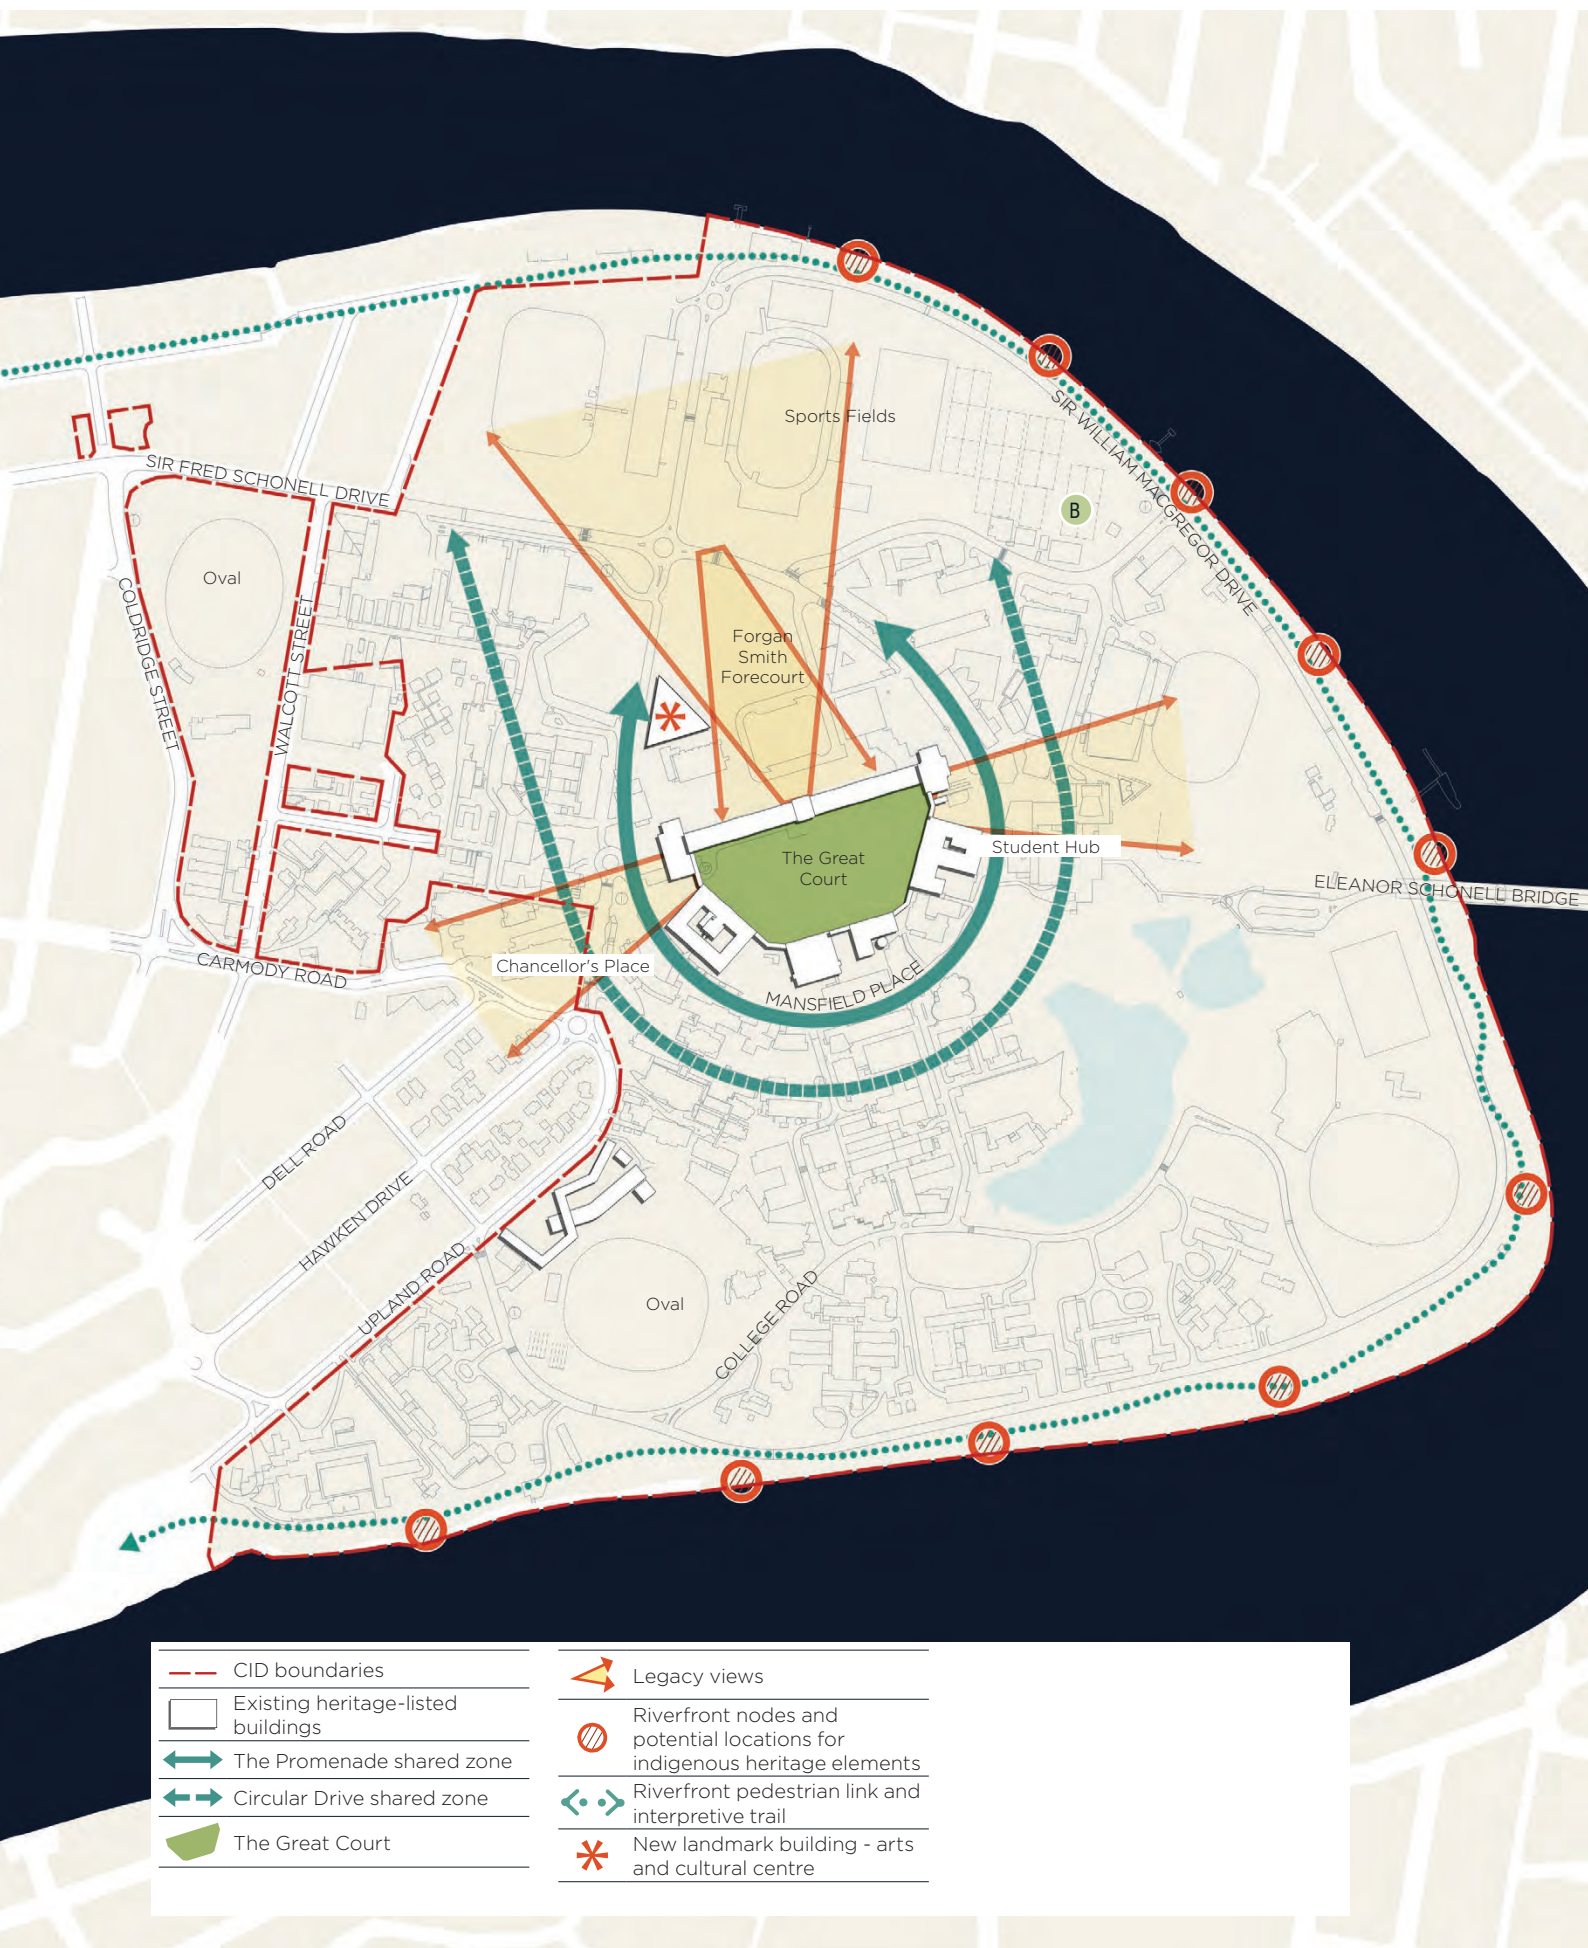 Sports Fields
SIR WILLIAM MACGREGOR DRIVE
SIR FRED SCHONELL DRIVE
B
Oval
COLDRIDGE STREET
WALCOTT STREET
Forgan
Smith
Forecourt
The Great
Court
Student Hub
ELEANOR SCHONELL BRIDGE
Chancellor's Place
CARMODY ROAD
MANSFIELD PLACE
DELL ROAD
HAWKEN DRIVE
UPLAND ROAD
Oval
COLLEGE ROAD
CID boundaries
Existing heritage-listed
buildings
The Promenade shared zone
Circular Drive shared zone
The Great Court
Legacy views
Riverfront nodes and
potential locations for
indigenous heritage elements
Riverfront pedestrian link and
interpretive trail
New landmark building - arts
and cultural centre